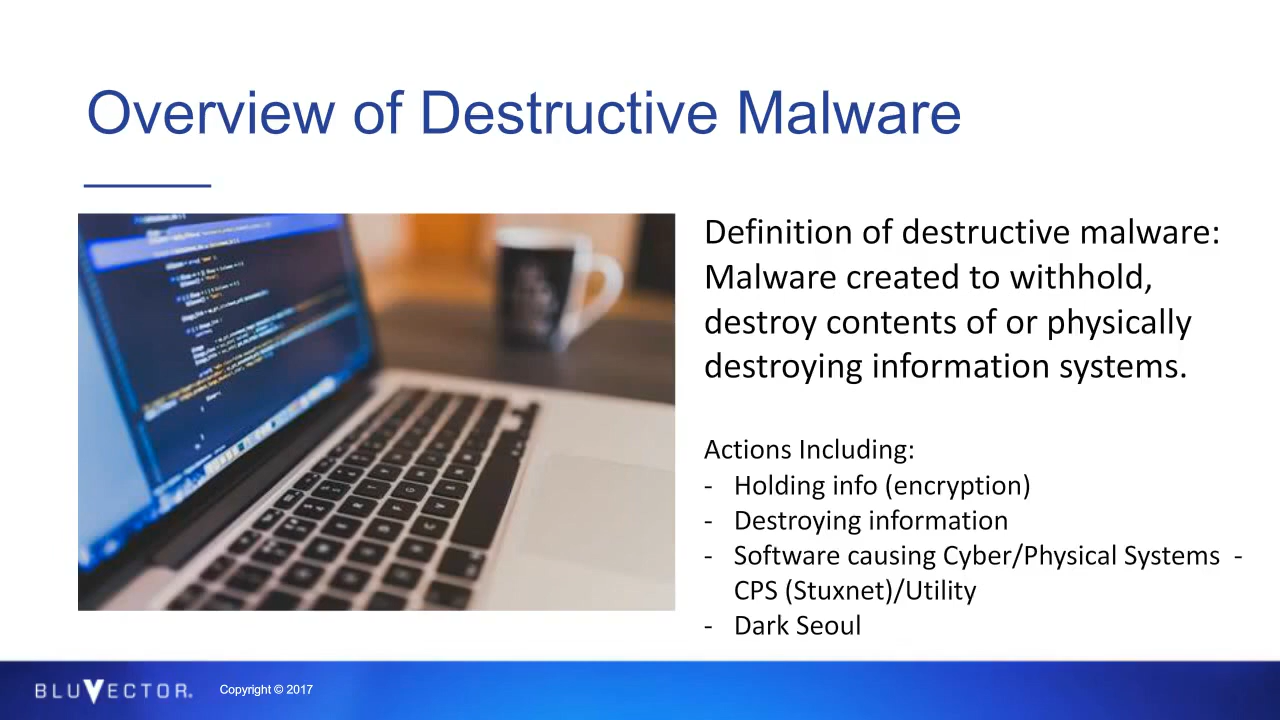 Overview of Destructive Malware
Definition of destructive malware:
Malware created to withhold,
destroy contents of or physically
destroying information systems.
Actions Including:
- Holding info (encryption)
- Destroying information
- Software causing Cyber/Physical Systems -
CPS (Stuxnet)/Utility
- Dark Seoul
BLUVECTOR® Copyright © 2017